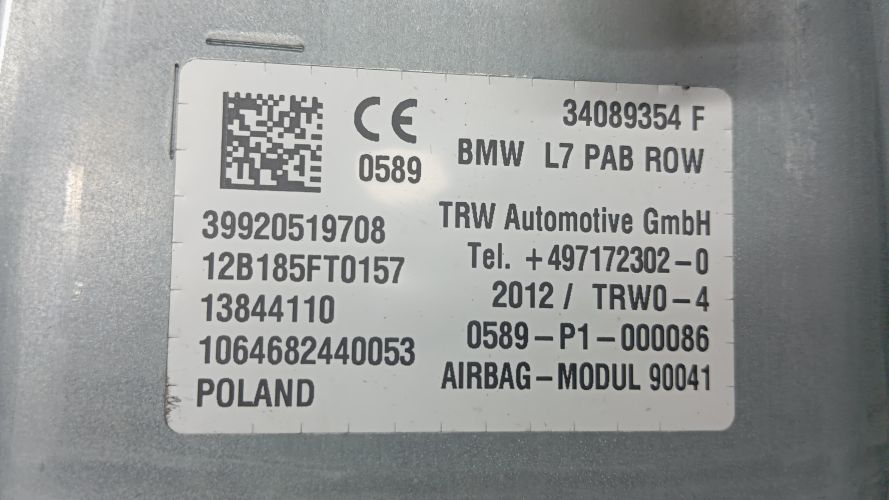 CE
0589
34089354 F
BMW L7 PAB ROW
39920519708
12B185FT0157
13844110
1064682440053
POLAND
TRW Automotive GmbH
Tel. +497172302-0
2012 / TRW0-4
0589-P1-000086
AIRBAG-MODUL 90041